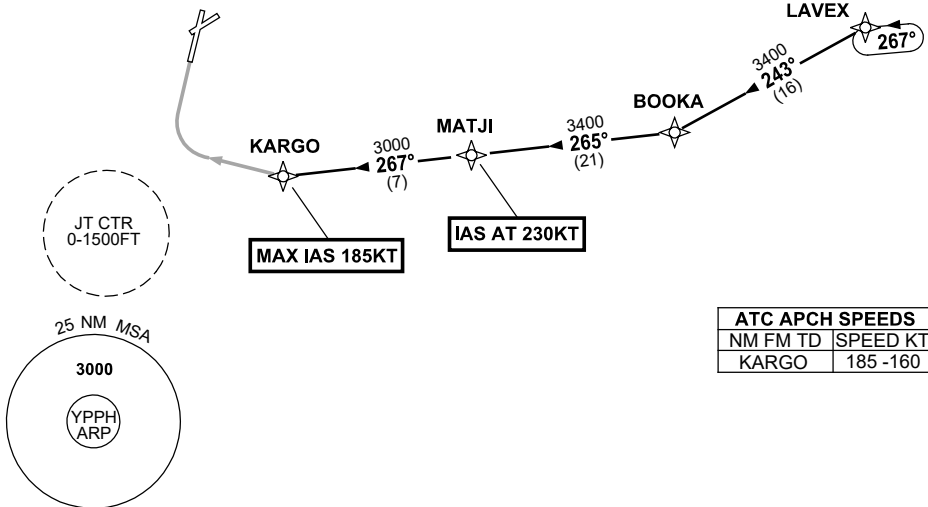 LAVEX
267°
3400
243°
(16)
BOOKA
3400
265°
(21)
MATJI
3000
267°
(7)
KARGO
IAS AT 230KT
MAX IAS 185KT
JT CTR
0-1500FT
25 NM MSA
3000
YPPH
ARP
ATC APCH SPEEDS
NM FM TD SPEED KT
KARGO 185 -160